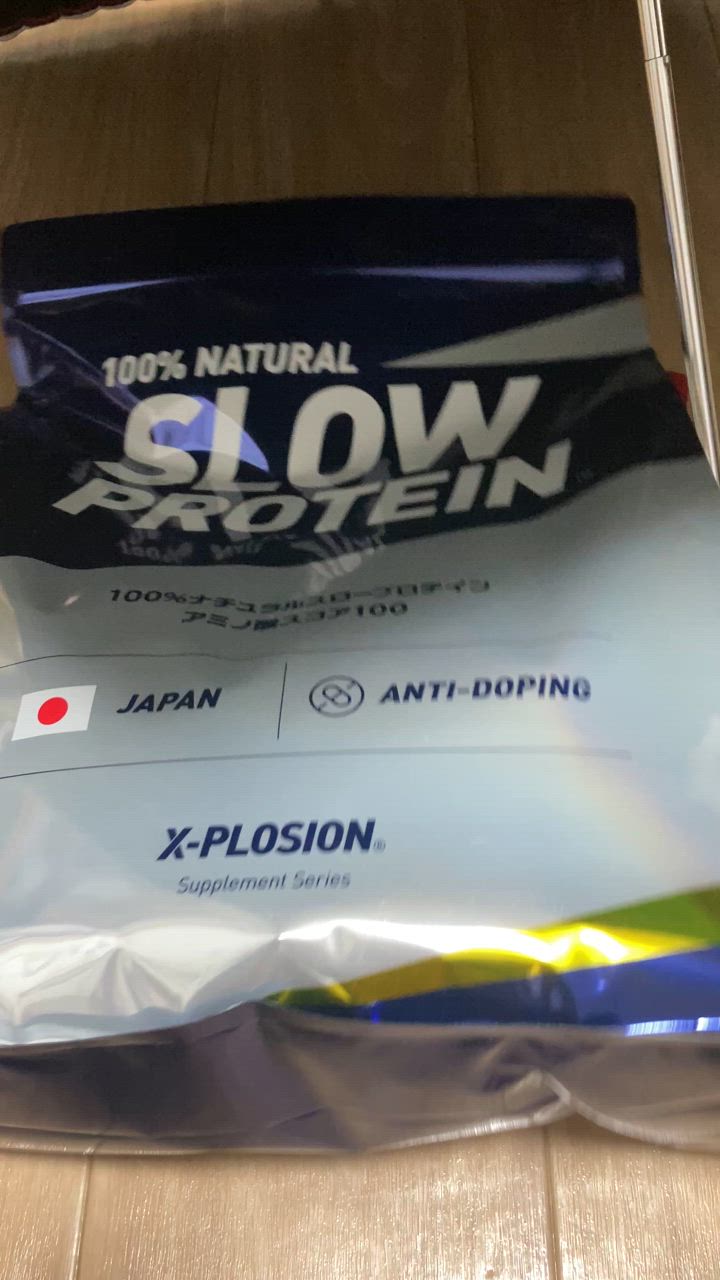 100% NATURAL
SLOW
PROTEIN
100%ナチュラルスロープロテイン
アミノ酸スコア100
JAPAN
ANTI-DOPING
X-PLOSION®
Supplement Series